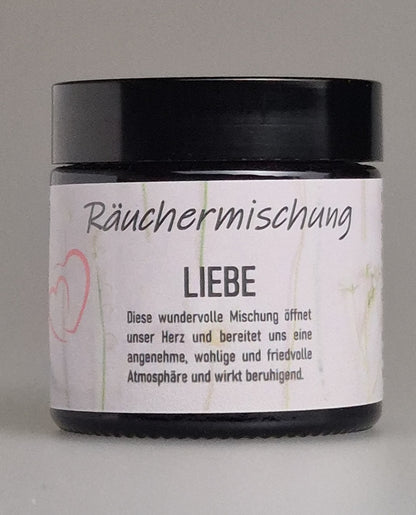 Räuchermischung
LIEBE
Diese wundervolle Mischung öffnet
unser Herz und bereitet uns eine
angenehme, wohlige und friedvolle
Atmosphäre und wirkt beruhigend.